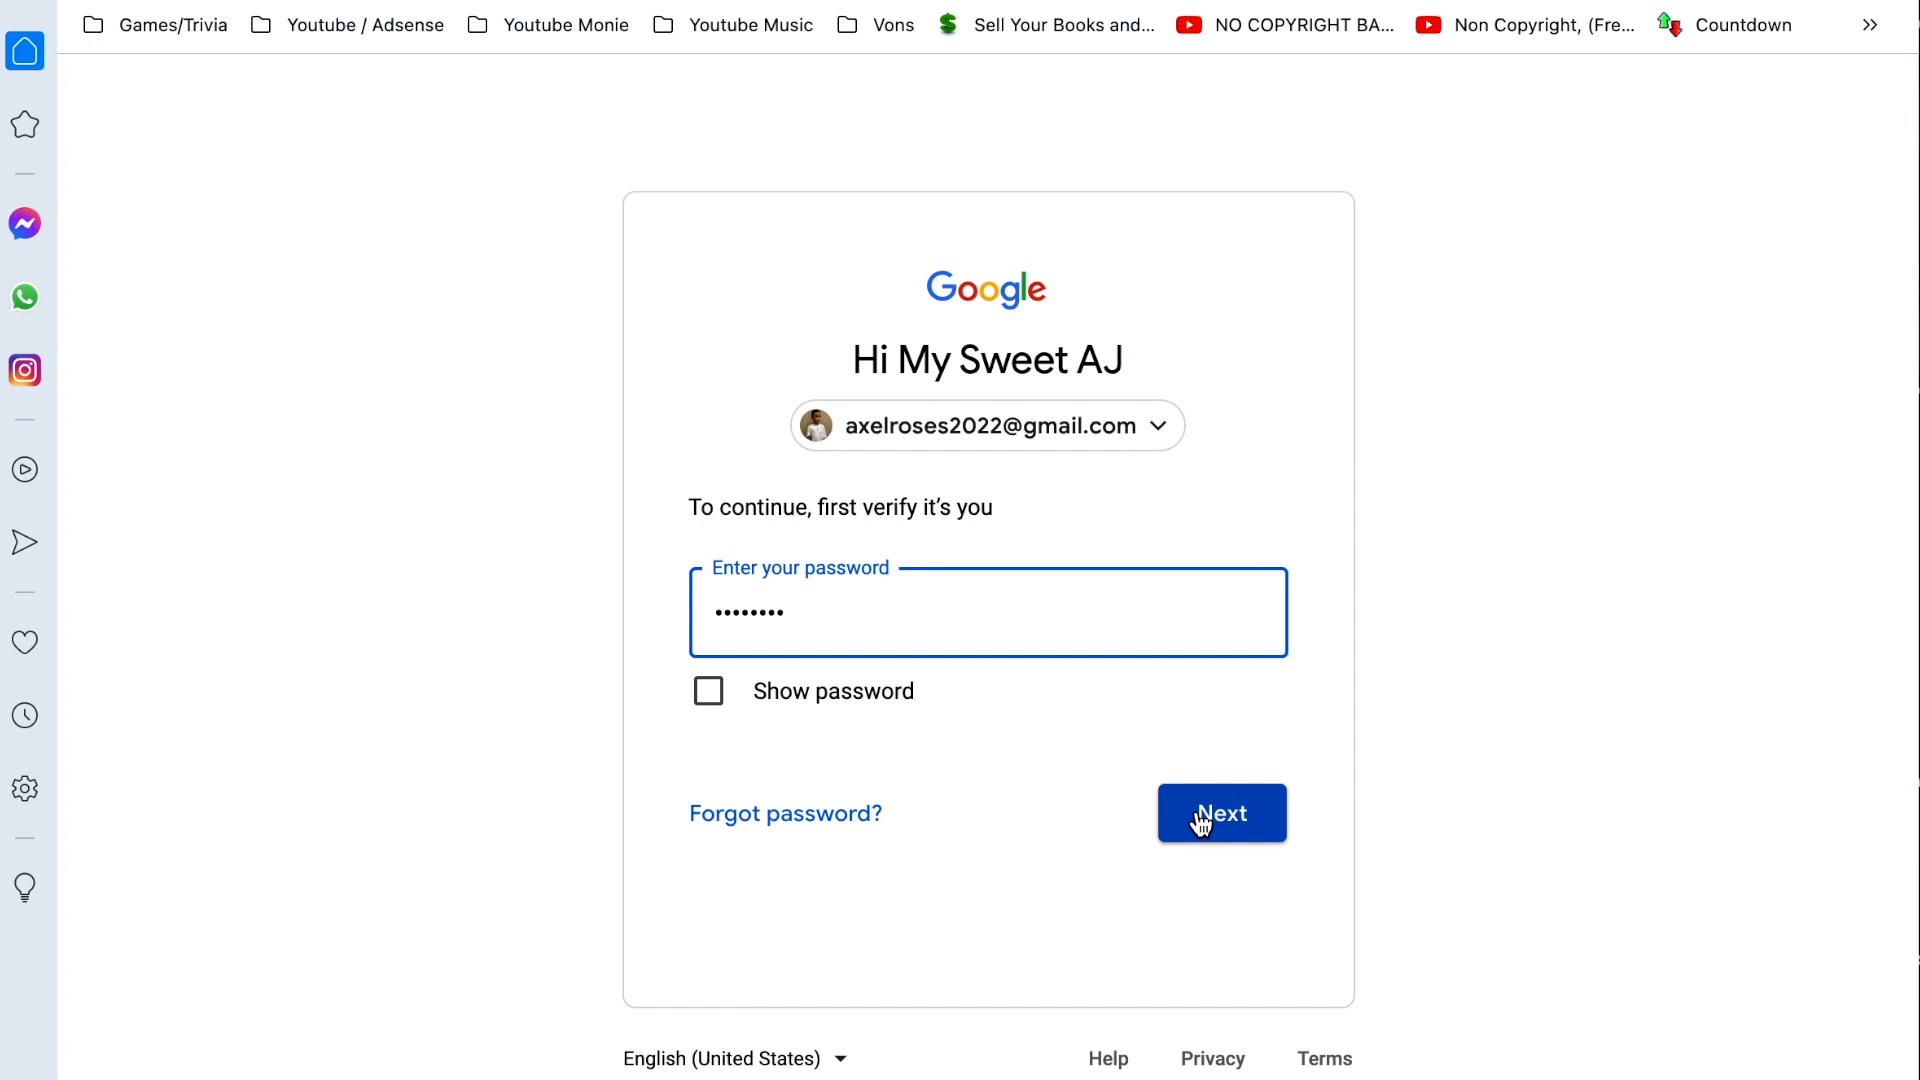 Games/Trivia Youtube / Adsense Youtube Monie Youtube Music Vons Sell Your Books and... NO COPYRIGHT BA... Non Copyright, (Fre... Countdown »
Google
Hi My Sweet AJ
axelroses2022@gmail.com
To continue, first verify it's you
Enter your password
••••••••
Show password
Forgot password? Next
English (United States) Help Privacy Terms